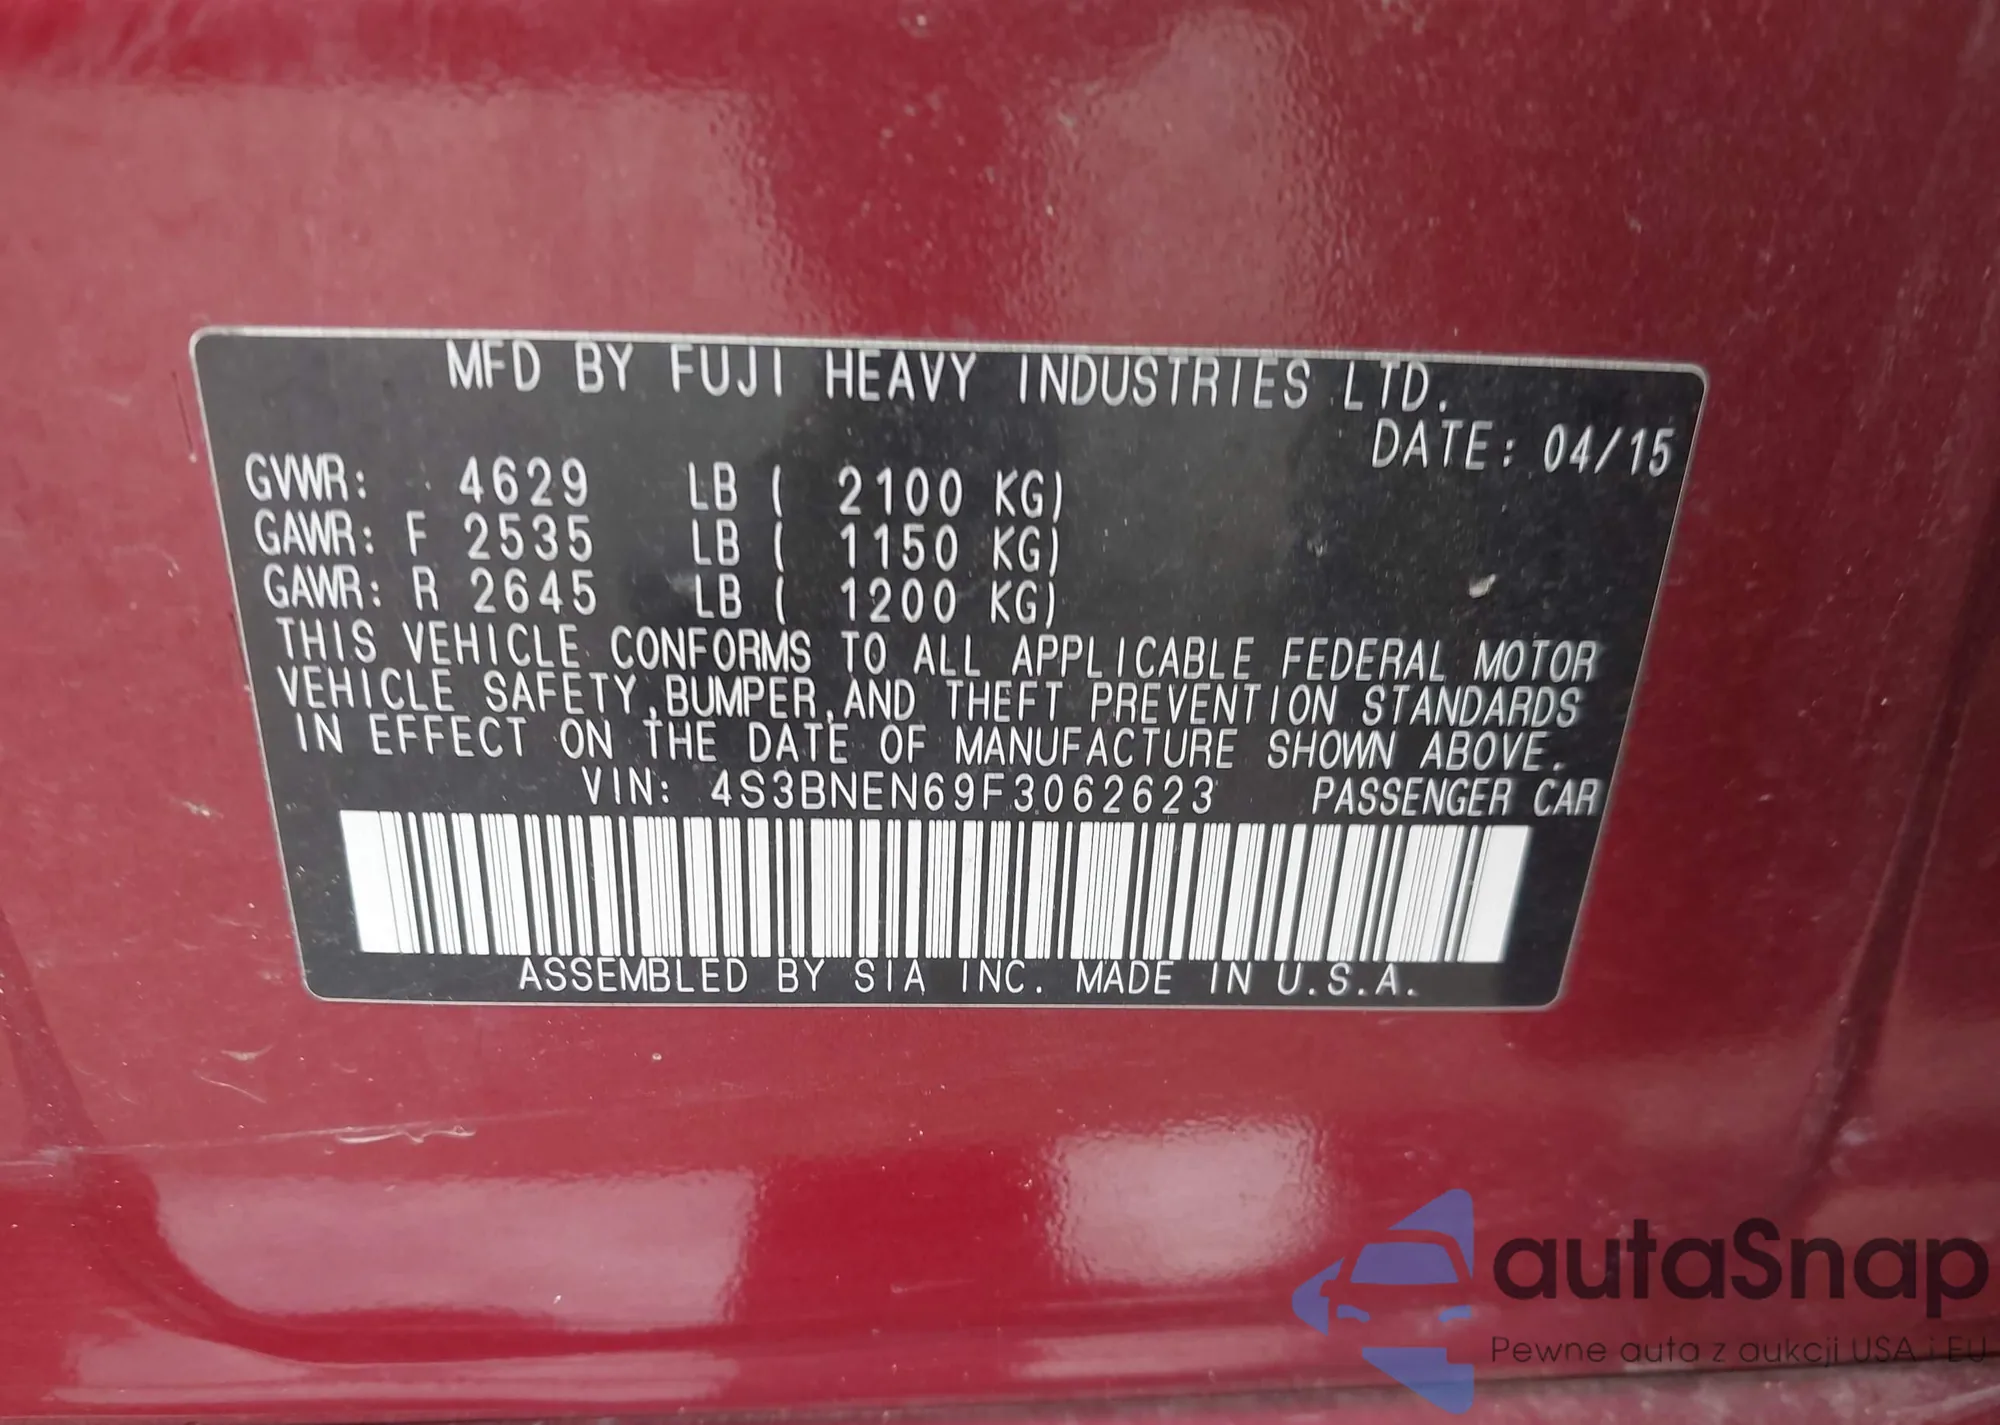 MFD BY FUJI HEAVY INDUSTRIES LTD.
DATE: 04/15
GVWR: 4629 LB ( 2100 KG)
GAWR: F 2535 LB ( 1150 KG)
GAWR: R 2645 LB ( 1200 KG)
THIS VEHICLE CONFORMS TO ALL APPLICABLE FEDERAL MOTOR
VEHICLE SAFETY,BUMPER,AND THEFT PREVENTION STANDARDS
IN EFFECT ON THE DATE OF MANUFACTURE SHOWN ABOVE.
VIN: 4S3BNEN69F3062623 PASSENGER CAR
ASSEMBLED BY SIA INC. MADE IN U.S.A.
autaSnap
Pewne auta z aukcji USA i EU